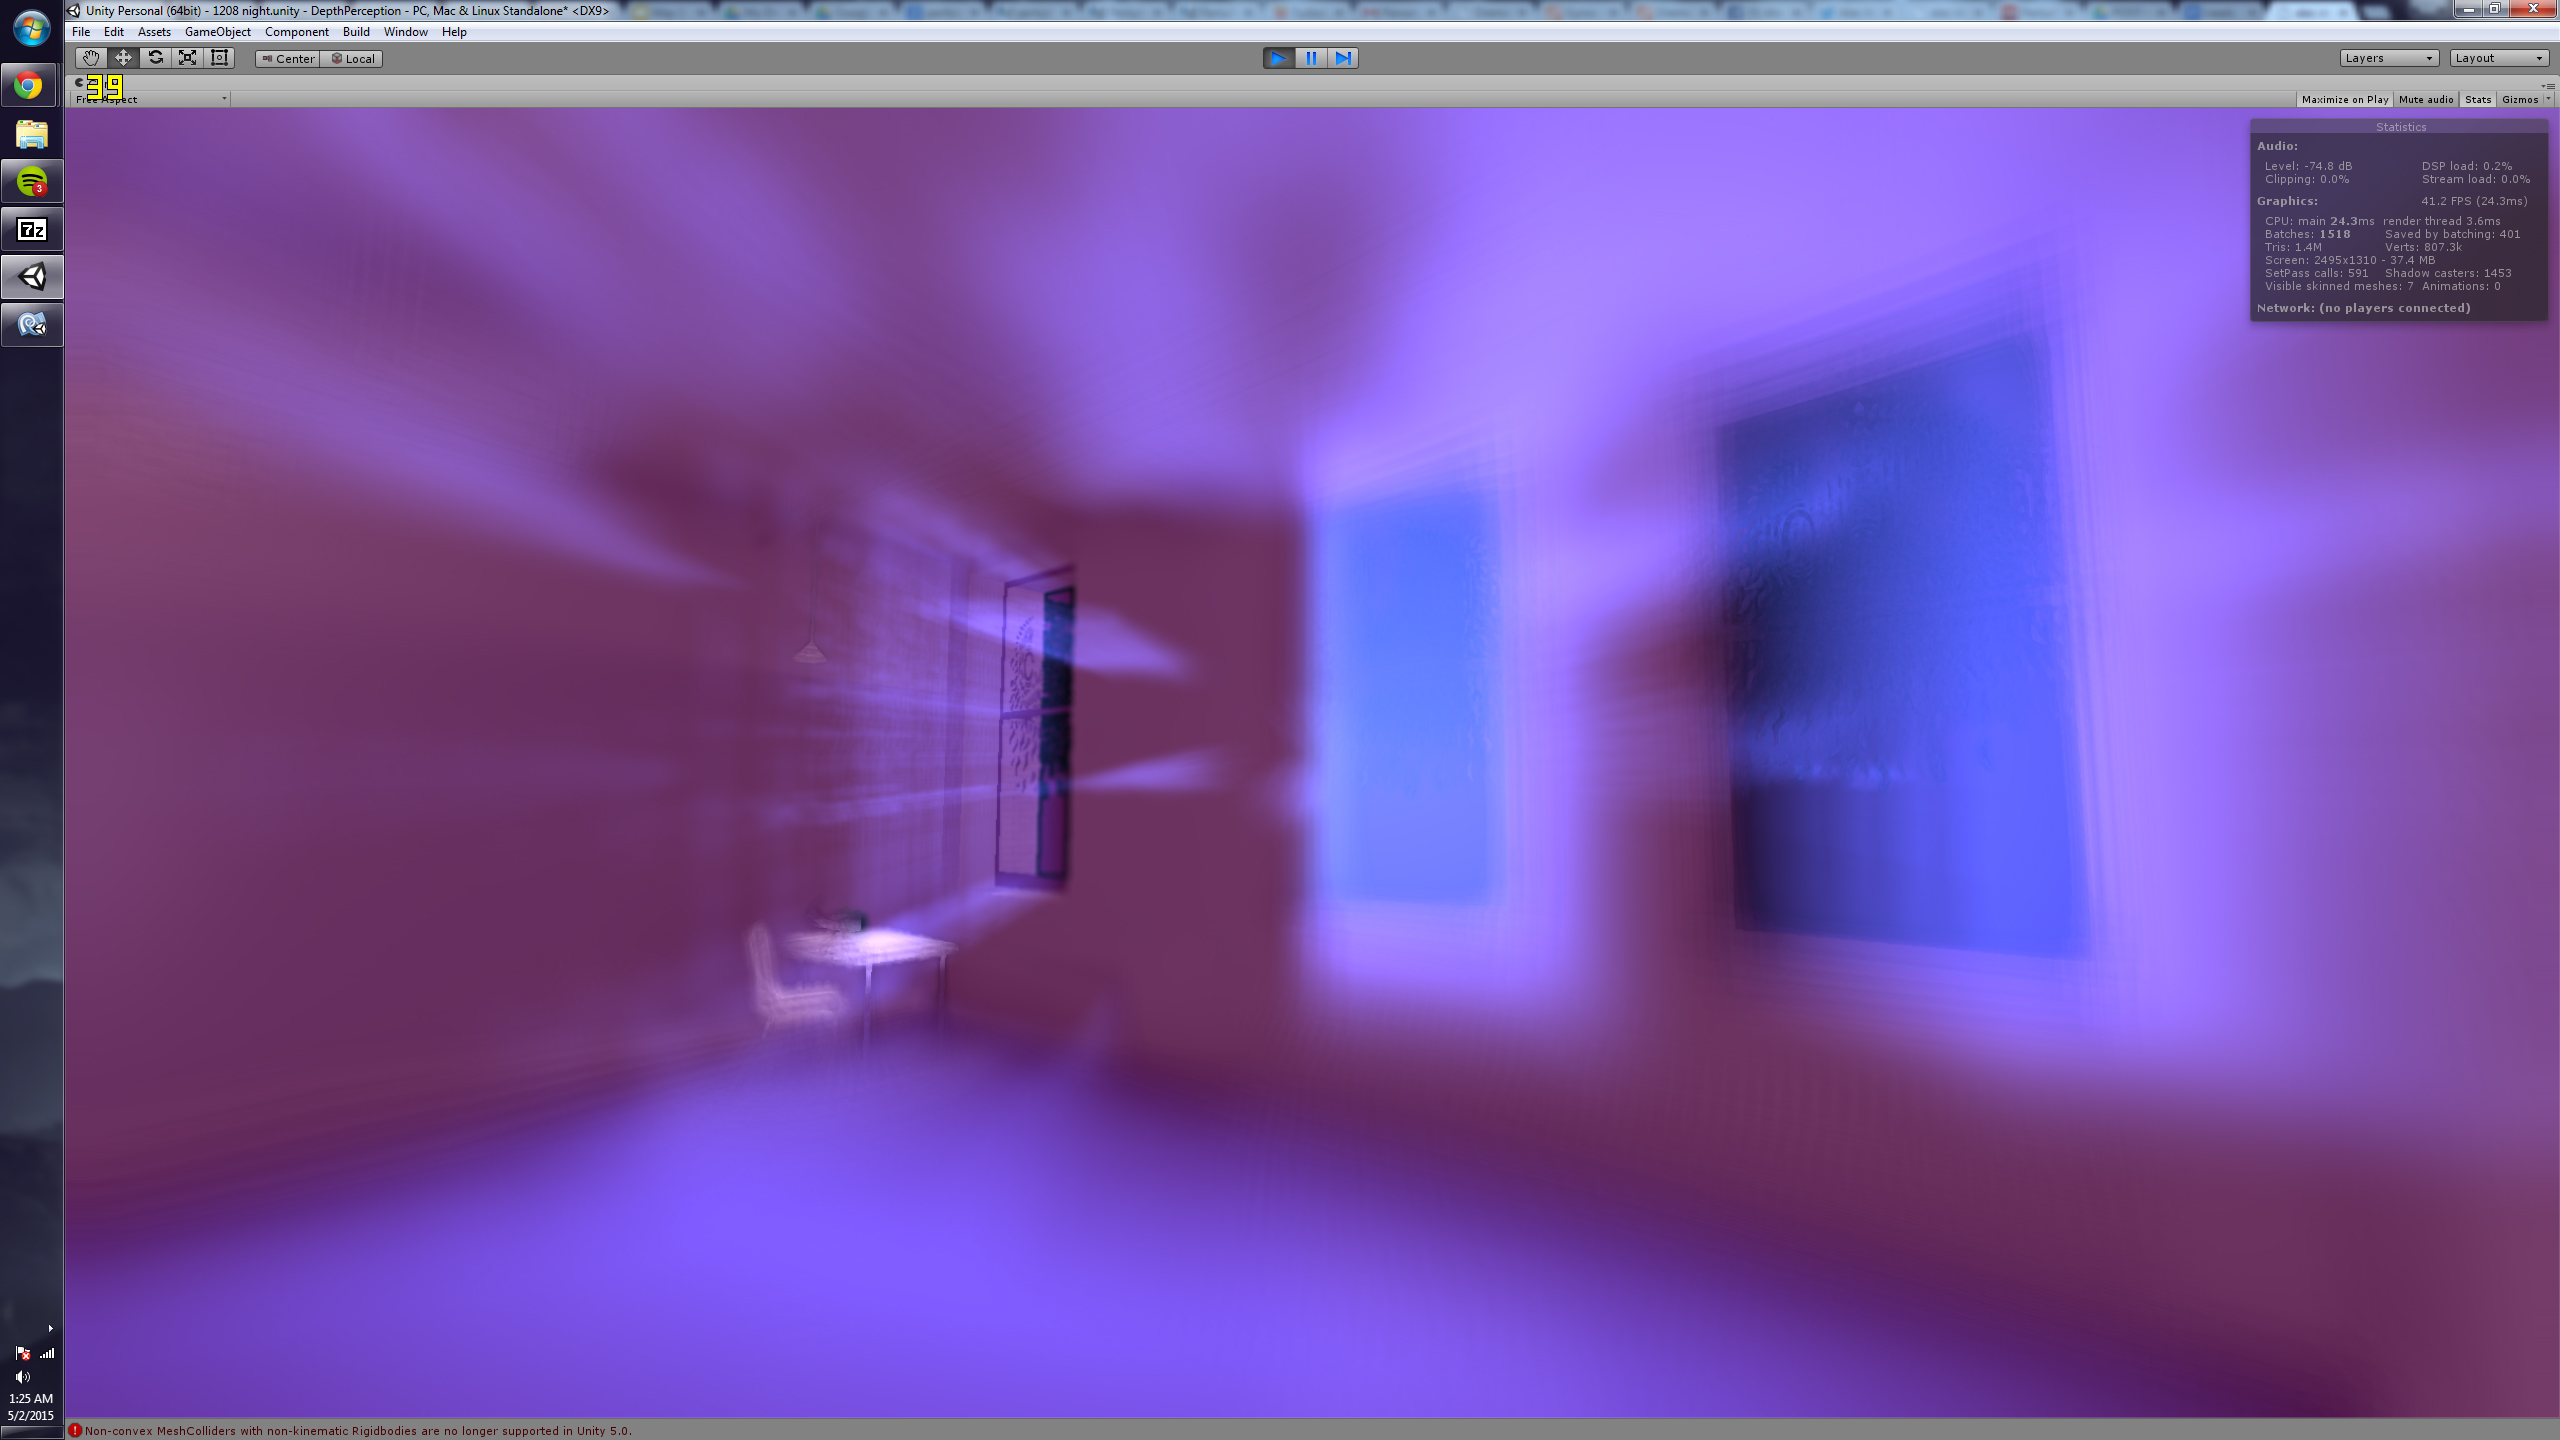 Unity Personal (64bit) - 1208 night.unity - DepthPerception - PC, Mac & Linux Standalone* <DX9>
File Edit Assets GameObject Component Build Window Help
Center Local Layers Layout
39
Free Aspect Maximize on Play Mute audio Stats Gizmos
Statistics
Audio:
Level: -74.8 dB DSP load: 0.2%
Clipping: 0.0% Stream load: 0.0%
Graphics: 41.2 FPS (24.3ms)
CPU: main 24.3ms render thread 3.6ms
Batches: 1518 Saved by batching: 401
Tris: 1.4M Verts: 807.3k
Screen: 2495x1310 - 37.4 MB
SetPass calls: 591 Shadow casters: 1453
Visible skinned meshes: 7 Animations: 0
Network: (no players connected)
3
7z
1:25 AM
5/2/2015
Non-convex MeshColliders with non-kinematic Rigidbodies are no longer supported in Unity 5.0.